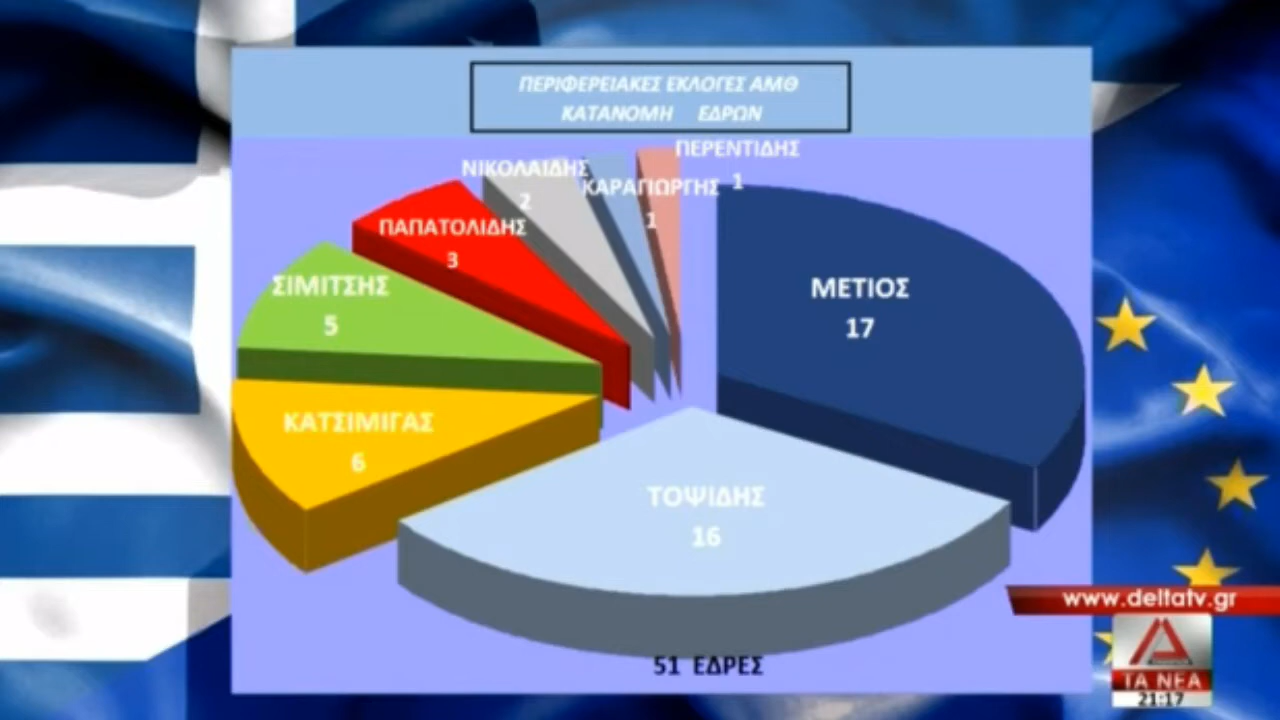 ΠΕΡΙΦΕΡΕΙΑΚΕΣ ΕΚΛΟΓΕΣ ΑΜΘ
ΚΑΤΑΝΟΜΗ ΕΔΡΩΝ
ΠΕΡΕΝΤΙΔΗΣ
1
ΝΙΚΟΛΑΙΔΗΣ
2
ΚΑΡΑΓΙΩΡΓΗΣ
1
ΠΑΠΑΤΟΛΙΔΗΣ
3
ΣΙΜΙΤΣΗΣ
5
ΜΕΤΙΟΣ
17
ΚΑΤΣΙΜΙΓΑΣ
6
ΤΟΨΙΔΗΣ
16
51 ΕΔΡΕΣ
www.deltatv.gr
ΤΑ ΝΕΑ
21:17